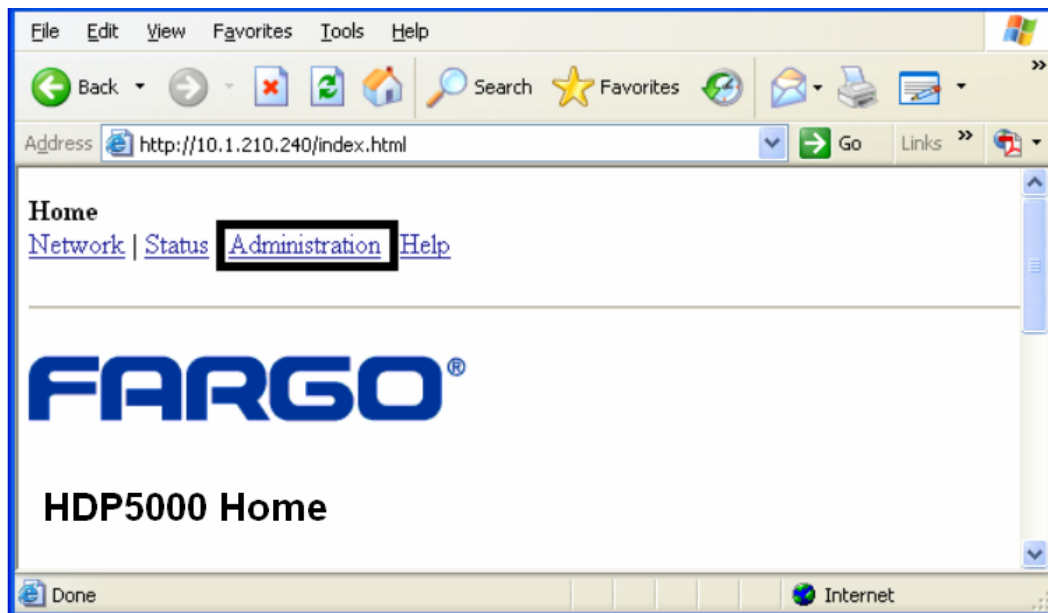 File Edit View Favorites Tools Help
Back Search Favorites »
Address http://10.1.210.240/index.html Go Links »
Home
Network | Status Administration Help
FARGO®
HDP5000 Home
Done Internet